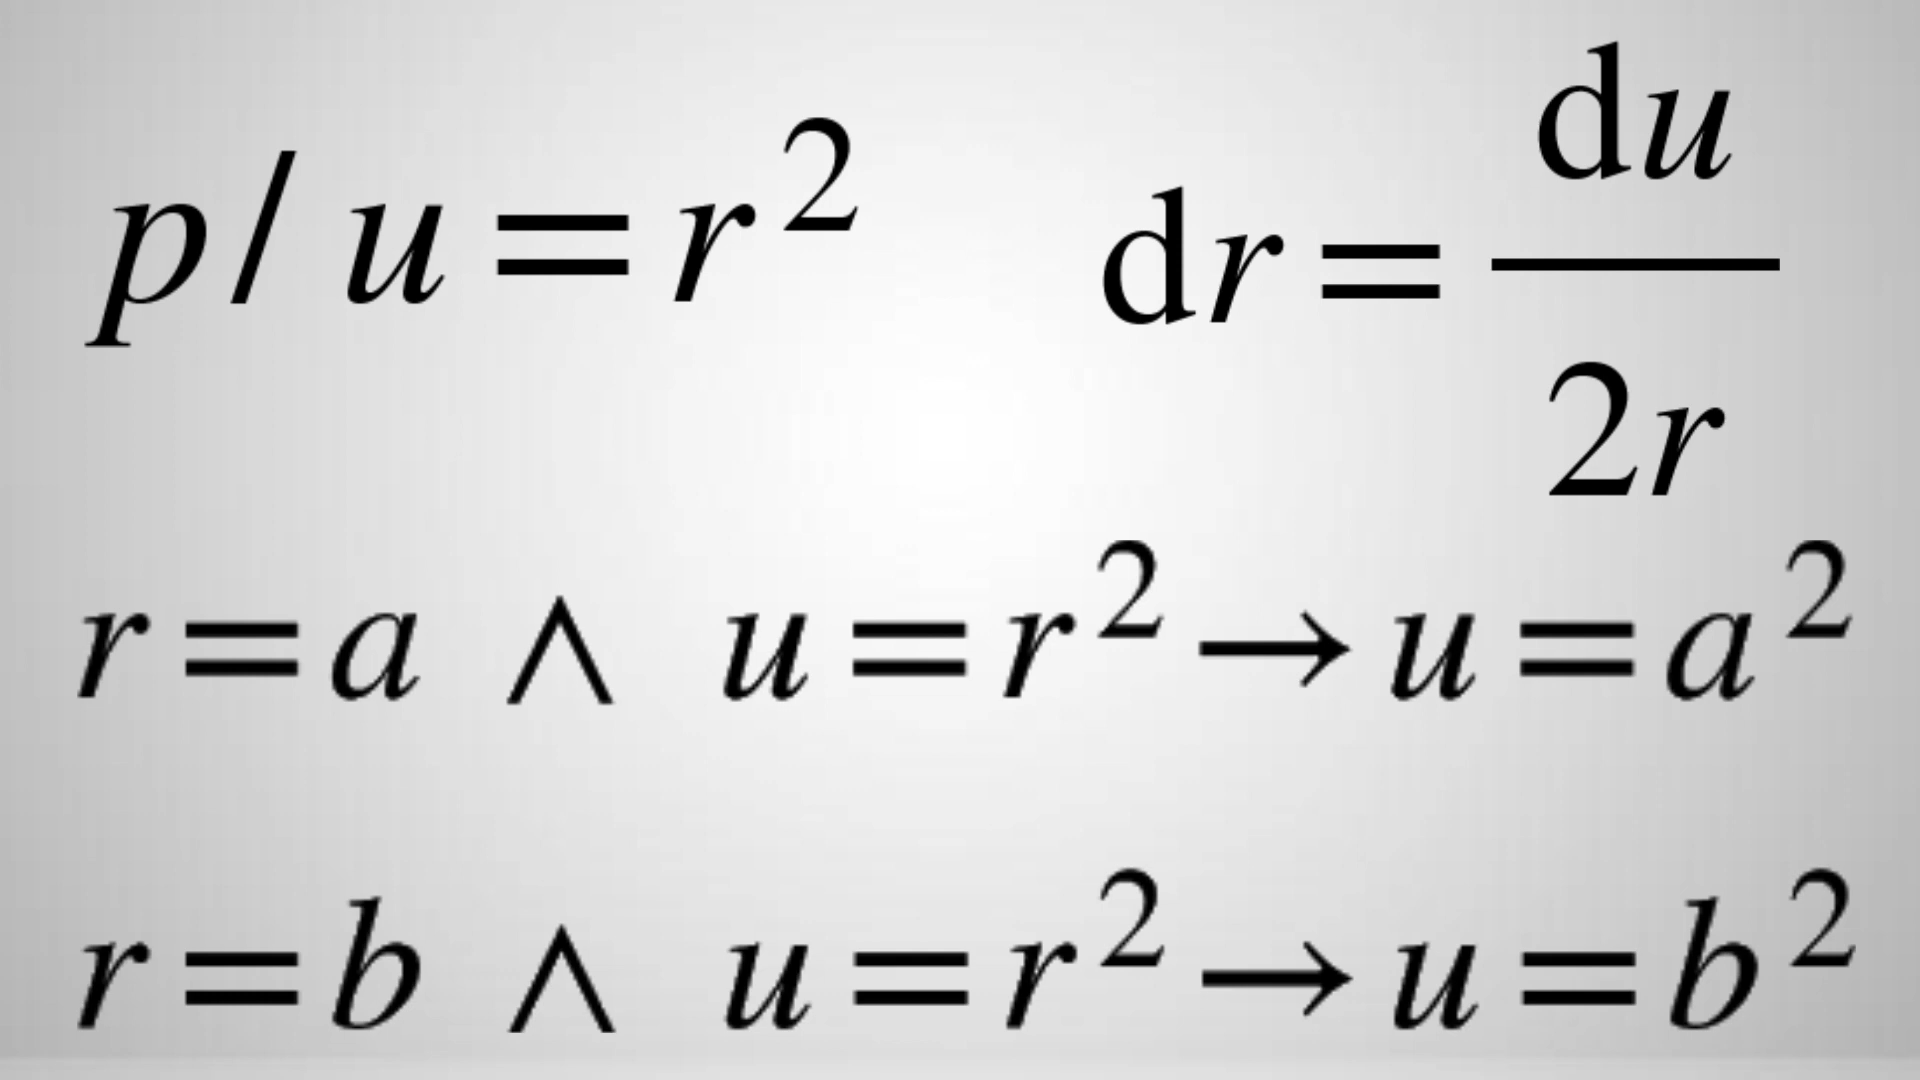 p/ u = r² dr = du/2r
r = a ∧ u = r² → u = a²
r = b ∧ u = r² → u = b²